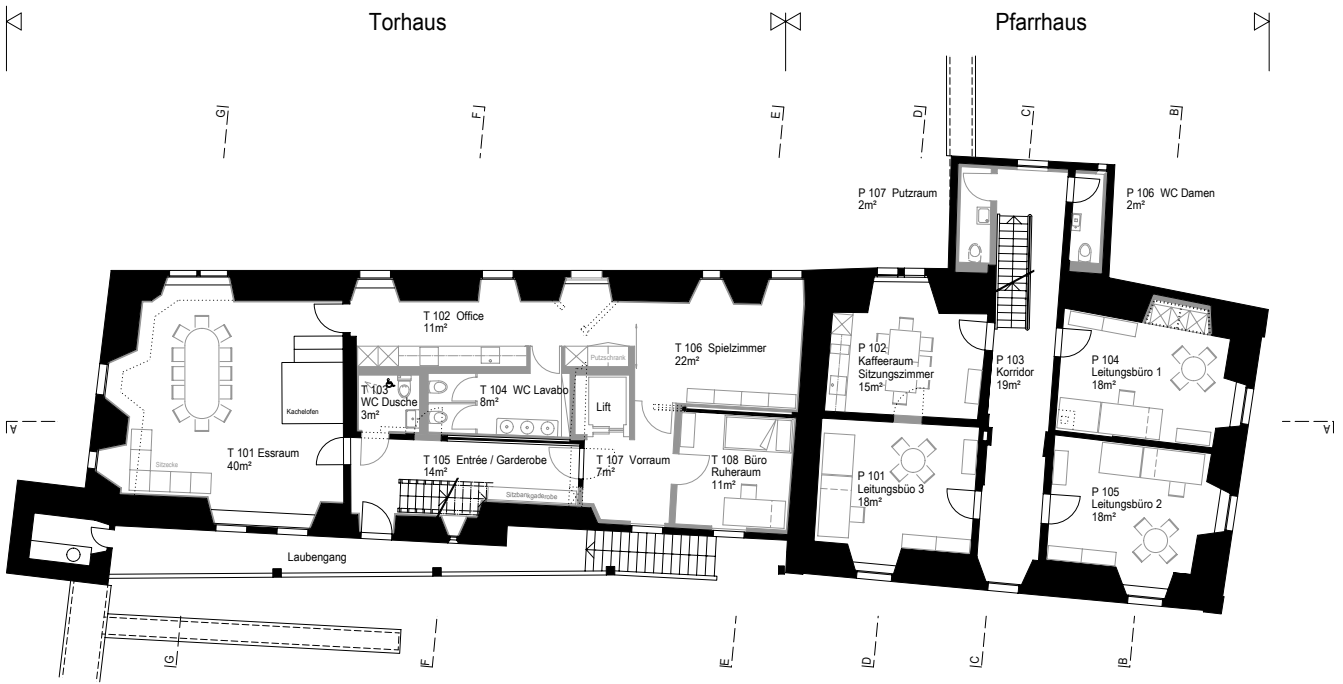 Torhaus
Pfarrhaus
G
F
E
D
C
B
P 107 Putzraum
2m²
P 106 WC Damen
2m²
T 102 Office
11m²
T 106 Spielzimmer
22m²
Putzschrank
P 102
Kaffeeraum
Sitzungszimmer
15m²
P 103
Korridor
19m²
P 104
Leitungsbüro 1
18m²
T 103
WC Dusche
3m²
T 104 WC Lavabo
8m²
Lift
Kachelofen
A
A
T 101 Essraum
40m²
Sitzecke
T 105 Entrée / Garderobe
14m²
Sitzbankgaderobe
T 107 Vorraum
7m²
T 108 Büro
Ruheraum
11m²
P 101
Leitungsbüo 3
18m²
P 105
Leitungsbüro 2
18m²
Laubengang
G
F
E
D
C
B